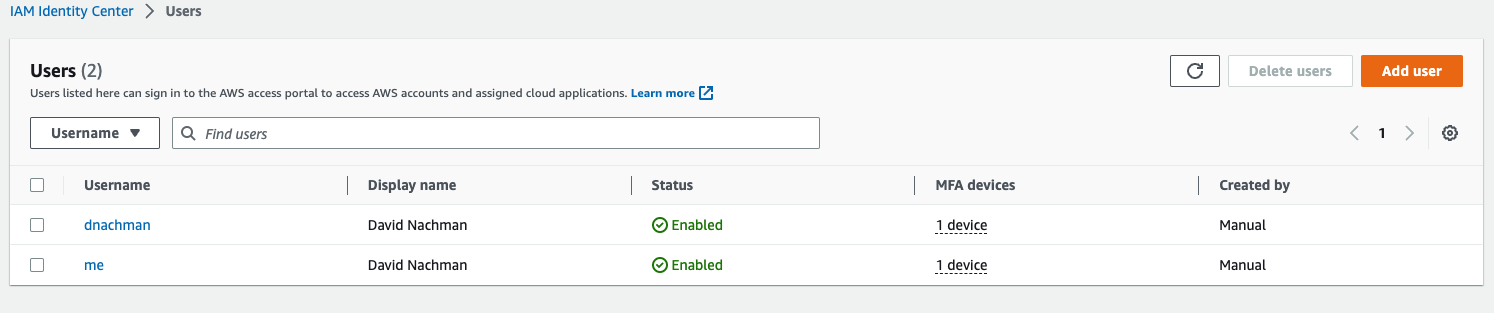 IAM Identity Center > Users
Users (2)
Delete users
Add user
Users listed here can sign in to the AWS access portal to access AWS accounts and assigned cloud applications. Learn more
Username
Find users
1
Username Display name Status MFA devices Created by
dnachman David Nachman Enabled 1 device Manual
me David Nachman Enabled 1 device Manual